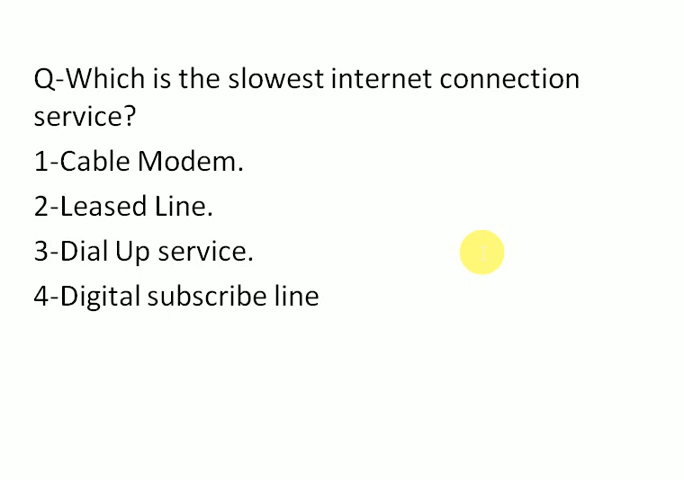 Q-Which is the slowest internet connection
service?
1-Cable Modem.
2-Leased Line.
3-Dial Up service.
4-Digital subscribe line